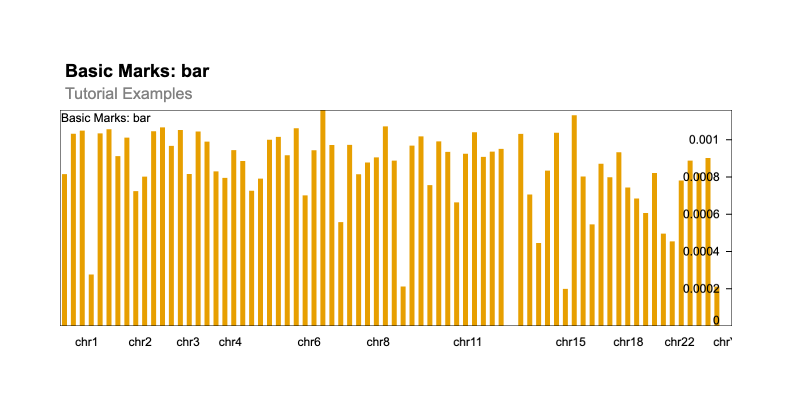 Basic Marks: bar
Tutorial Examples
Basic Marks: bar
0.001
0.0008
0.0006
0.0004
0.0002
0
chr1 chr2 chr3 chr4 chr6 chr8 chr11 chr15 chr18 chr22